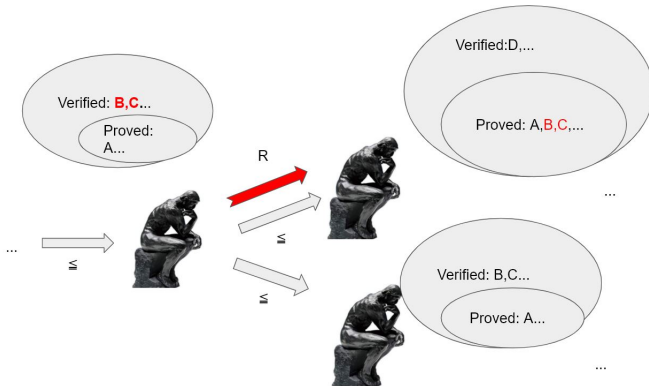 Verified:D,...
Verified: B,C...
Proved:
A...
Proved: A,B,C,...
R
...
...
≦
≦
≦
Verified: B,C...
Proved: A...
...